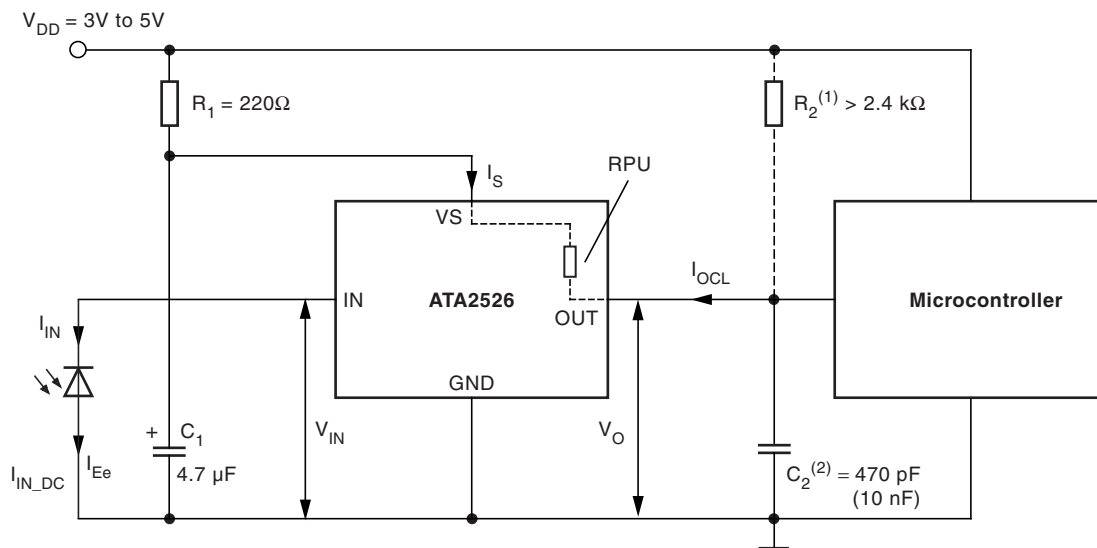 V_DD = 3V to 5V
R_1 = 220Ω
R_2^(1) > 2.4 kΩ
RPU
I_S
VS
I_OCL
IN
ATA2526
OUT
Microcontroller
I_IN
GND
+ C_1
4.7 µF
V_IN
V_O
I_Ee
I_IN_DC
C_2^(2) = 470 pF
(10 nF)